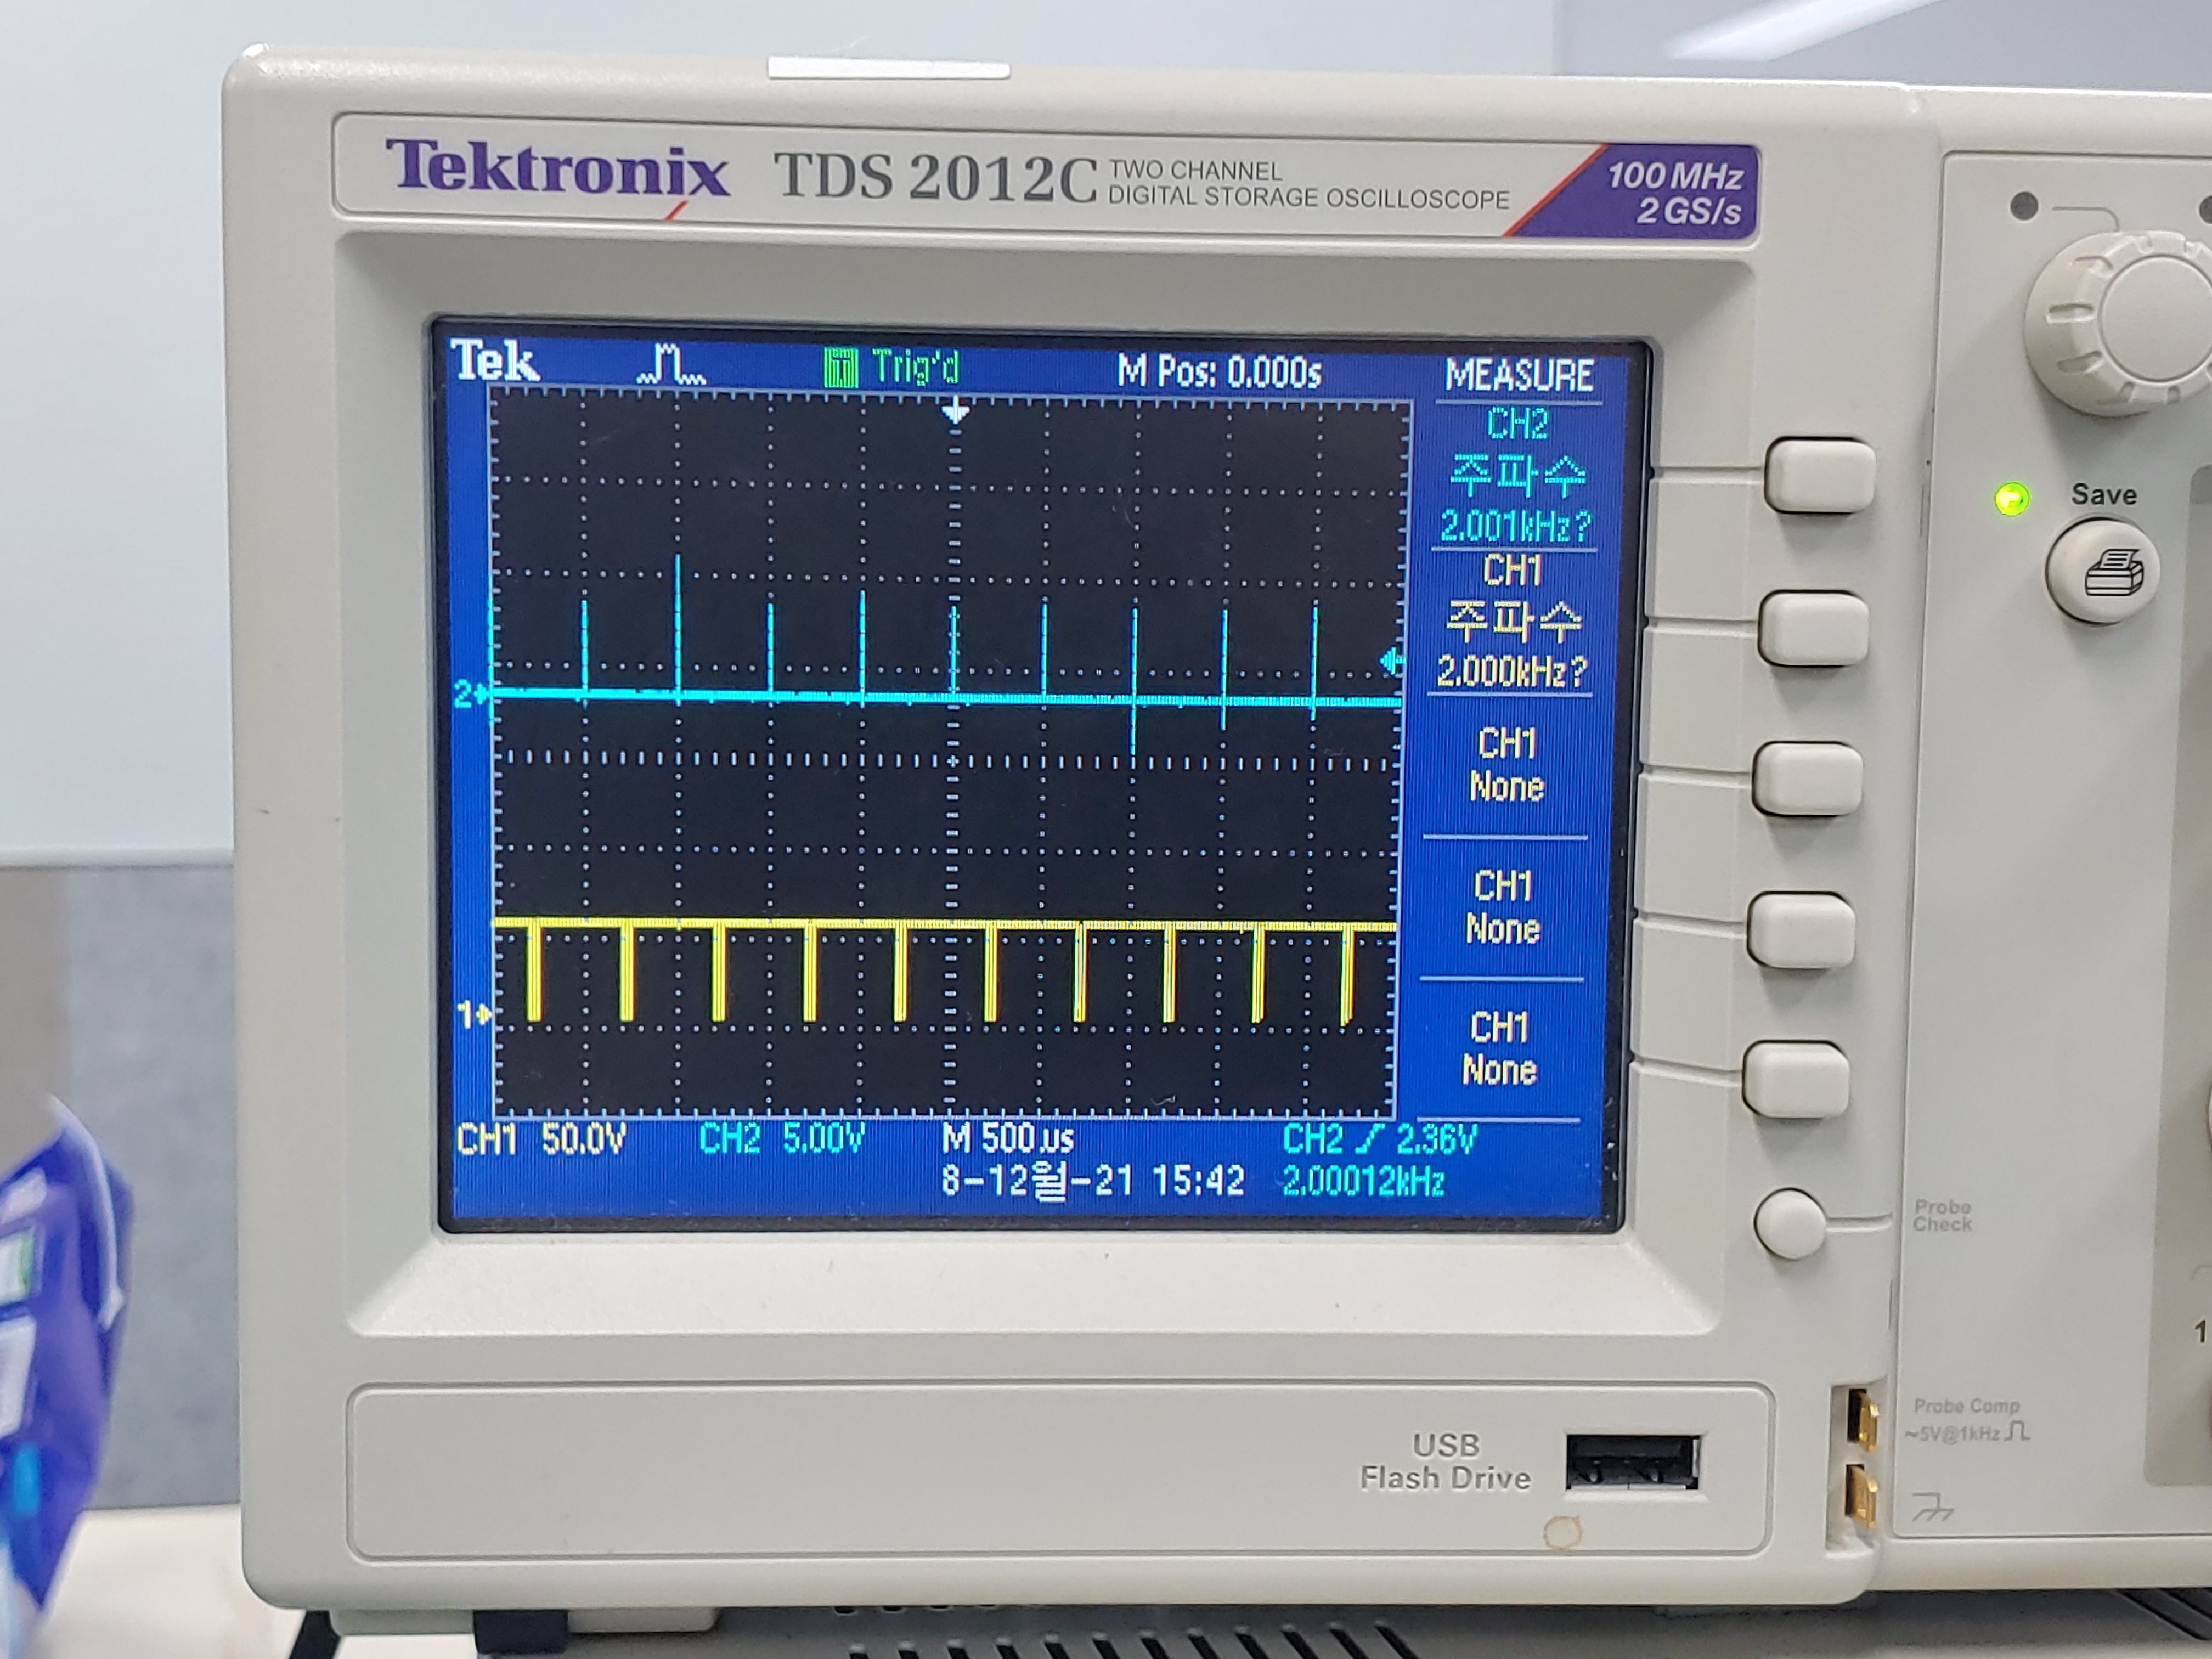 Tektronix TDS 2012C TWO CHANNEL
DIGITAL STORAGE OSCILLOSCOPE
100 MHz
2 GS/s
Tek
Trig'd
M Pos: 0.000s
MEASURE
CH2
주파수
2.001kHz?
CH1
주파수
2.000kHz?
CH1
None
CH1
None
CH1
None
2
1
CH1 50.0V
CH2 5.00V
M 500us
CH2
2.36V
8-12월-21 15:42
2.00012kHz
Save
Probe
Check
Probe Comp
~5V@1kHz
USB
Flash Drive
1